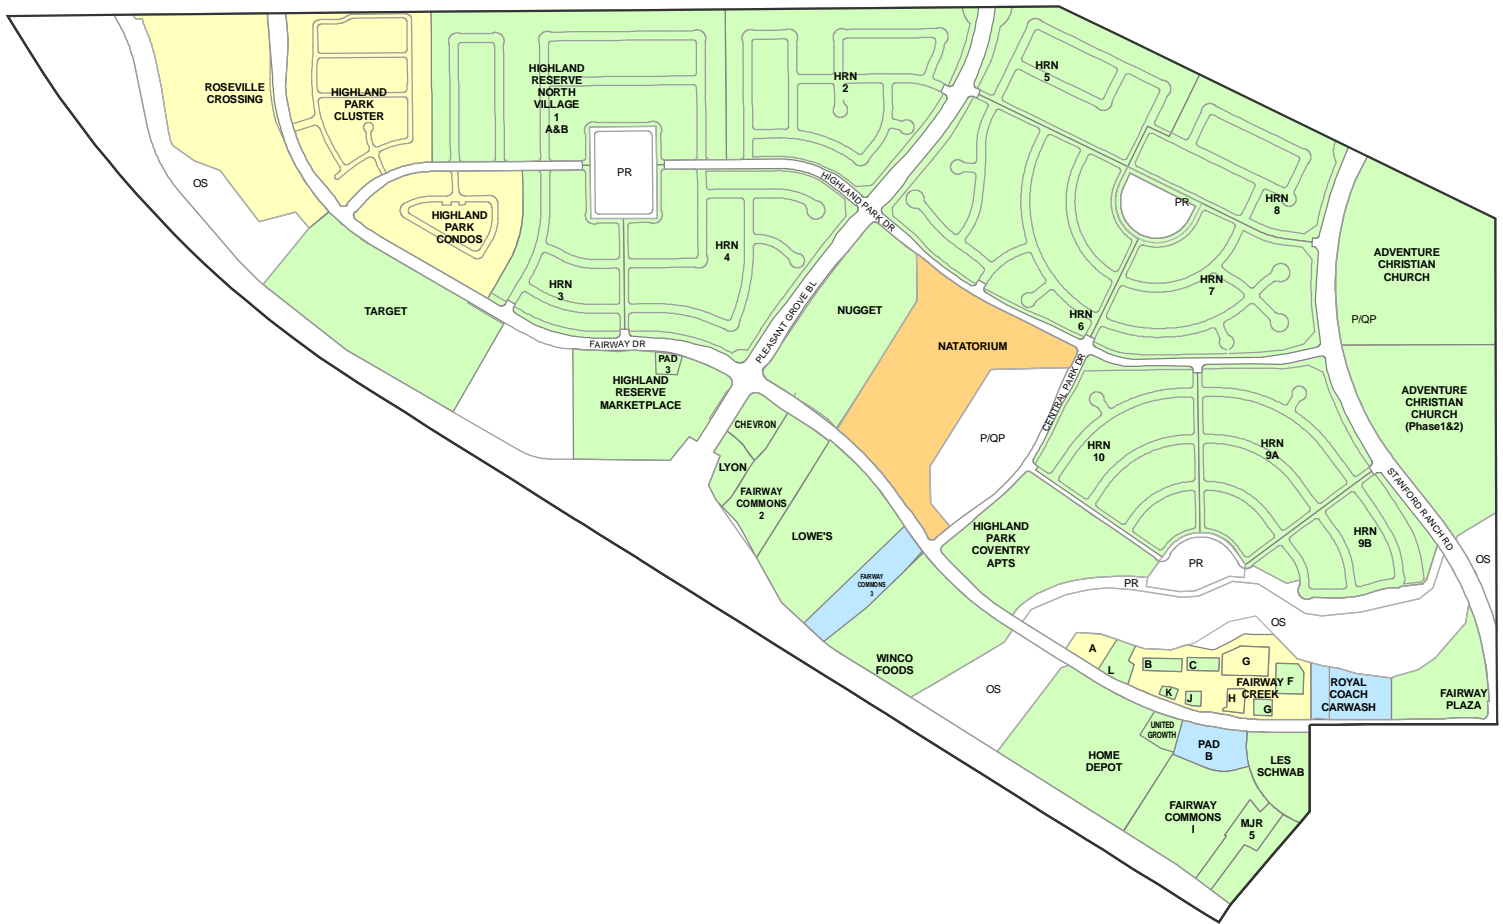 ROSEVILLE
CROSSING
HIGHLAND
PARK
CLUSTER
HIGHLAND
RESERVE
NORTH
VILLAGE
1
A&B
HRN
2
HRN
5
OS
PR
HIGHLAND PARK DR
PR
HRN
8
HIGHLAND
PARK
CONDOS
HRN
4
HRN
3
ADVENTURE
CHRISTIAN
CHURCH
HRN
7
TARGET
NUGGET
HRN
6
P/QP
PLEASANT GROVE BL
FAIRWAY DR
NATATORIUM
PAD
3
HIGHLAND
RESERVE
MARKETPLACE
CENTRAL PARK DR
ADVENTURE
CHRISTIAN
CHURCH
(Phase1&2)
CHEVRON
P/QP
HRN
10
HRN
9A
LYON
FAIRWAY
COMMONS
2
STANFORD RANCH RD
LOWE'S
HIGHLAND
PARK
COVENTRY
APTS
HRN
9B
OS
FAIRWAY
COMMONS
3
PR
PR
OS
WINCO
FOODS
A
L
B
C
G
F
FAIRWAY
CREEK
K
J
H
G
ROYAL
COACH
CARWASH
FAIRWAY
PLAZA
OS
UNITED
GROWTH
PAD
B
HOME
DEPOT
LES
SCHWAB
FAIRWAY
COMMONS
I
MJR
5